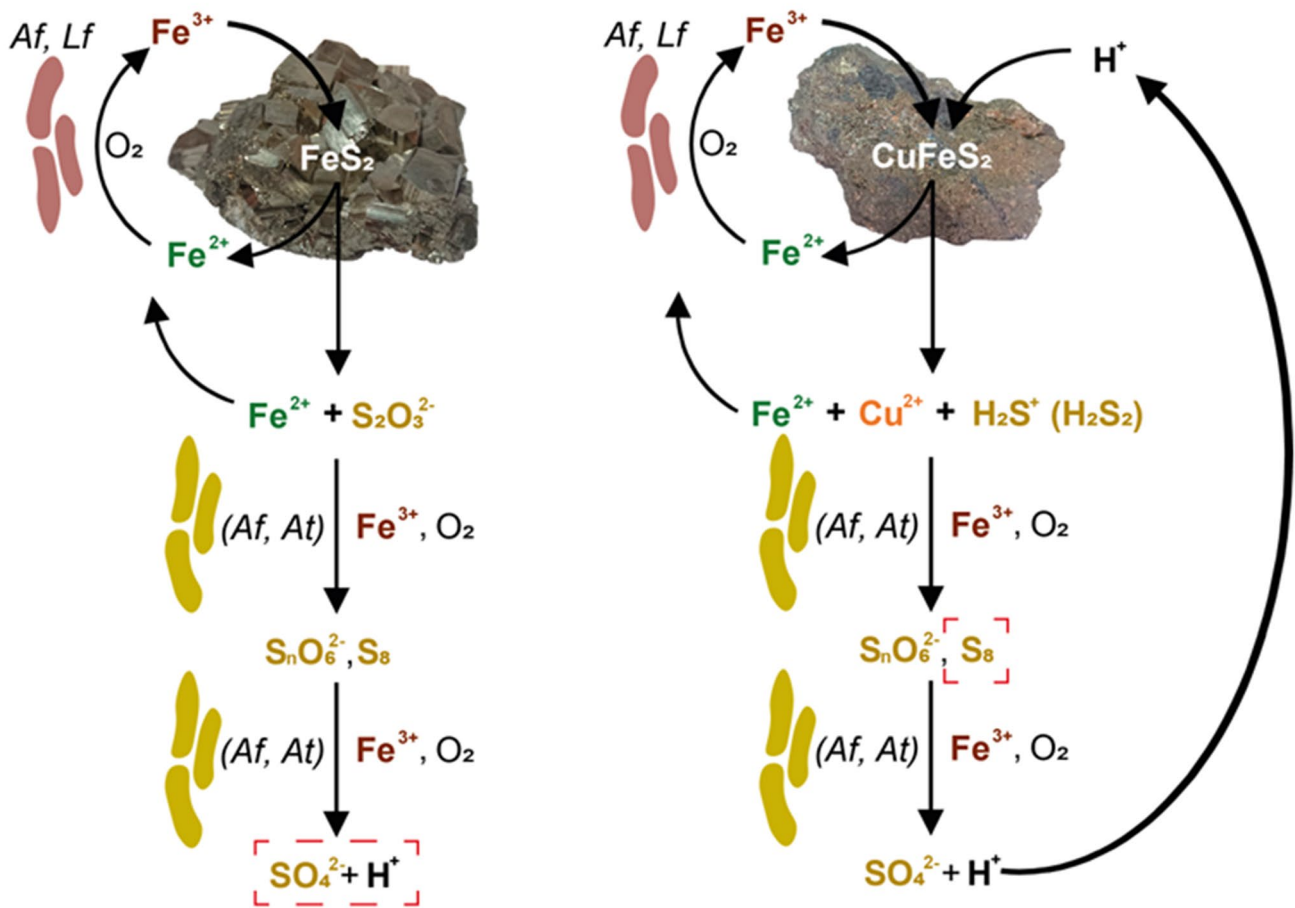 Af, Lf
Fe³⁺
O₂
FeS₂
Fe²⁺
Fe²⁺ + S₂O₃²⁻
(Af, At)
Fe³⁺, O₂
SₙO₆²⁻, S₈
(Af, At)
Fe³⁺, O₂
SO₄²⁻ + H⁺
Af, Lf
Fe³⁺
H⁺
O₂
CuFeS₂
Fe²⁺
Fe²⁺ + Cu²⁺ + H₂S⁺ (H₂S₂)
(Af, At)
Fe³⁺, O₂
SₙO₆²⁻, S₈
(Af, At)
Fe³⁺, O₂
SO₄²⁻ + H⁺